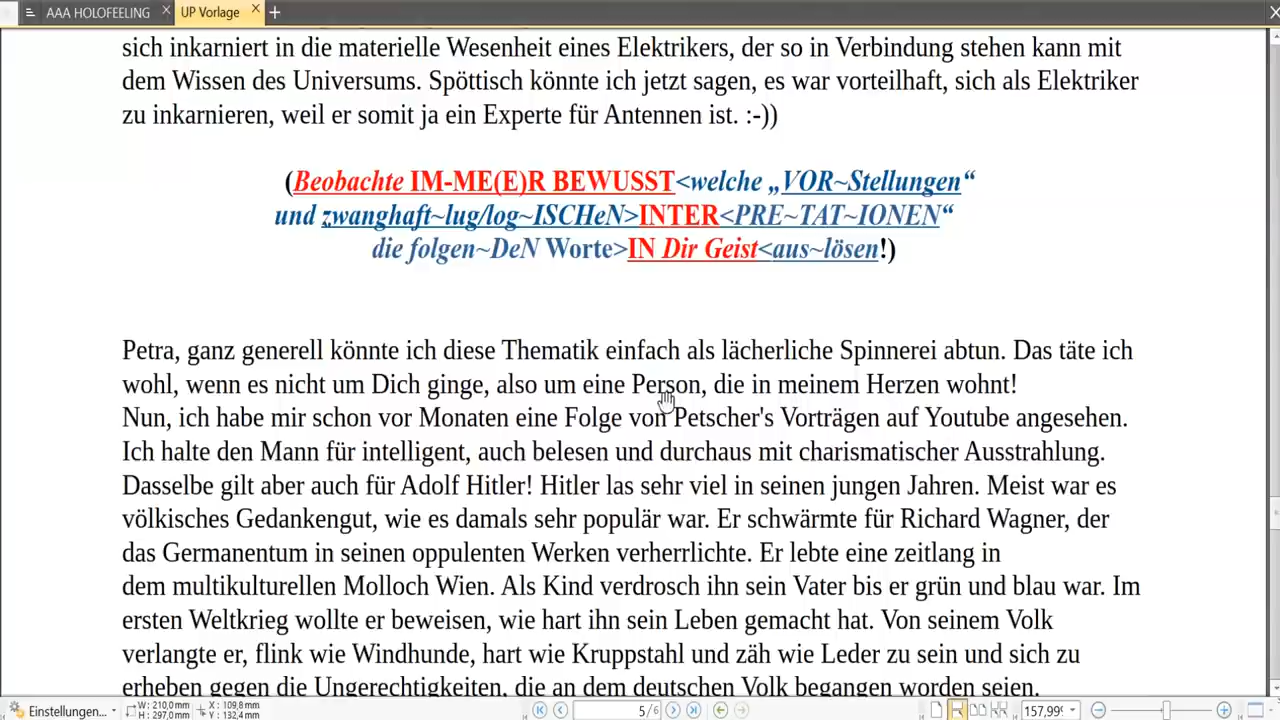 AAA HOLOFEELING
UP Vorlage
sich inkarniert in die materielle Wesenheit eines Elektrikers, der so in Verbindung stehen kann mit
dem Wissen des Universums. Spöttisch könnte ich jetzt sagen, es war vorteilhaft, sich als Elektriker
zu inkarnieren, weil er somit ja ein Experte für Antennen ist. :-))
(Beobachte IM-ME(E)R BEWUSST<welche „VOR~Stellungen“
und zwanghaft~lug/log~ISCHeN>INTER<PRE~TAT~IONEN“
die folgen~DeN Worte>IN Dir Geist<aus~lösen!)
Petra, ganz generell könnte ich diese Thematik einfach als lächerliche Spinnerei abtun. Das täte ich
wohl, wenn es nicht um Dich ginge, also um eine Person, die in meinem Herzen wohnt!
Nun, ich habe mir schon vor Monaten eine Folge von Petscher's Vorträgen auf Youtube angesehen.
Ich halte den Mann für intelligent, auch belesen und durchaus mit charismatischer Ausstrahlung.
Dasselbe gilt aber auch für Adolf Hitler! Hitler las sehr viel in seinen jungen Jahren. Meist war es
völkisches Gedankengut, wie es damals sehr populär war. Er schwärmte für Richard Wagner, der
das Germanentum in seinen oppulenten Werken verherrlichte. Er lebte eine zeitlang in
dem multikulturellen Molloch Wien. Als Kind verdrosch ihn sein Vater bis er grün und blau war. Im
ersten Weltkrieg wollte er beweisen, wie hart ihn sein Leben gemacht hat. Von seinem Volk
verlangte er, flink wie Windhunde, hart wie Kruppstahl und zäh wie Leder zu sein und sich zu
erheben gegen die Ungerechtigkeiten, die an dem deutschen Volk begangen worden seien.
Einstellungen...
W: 210,0mm X: 109,8 mm
H: 297,0mm Y: 132,4 mm
5/6
157,99%